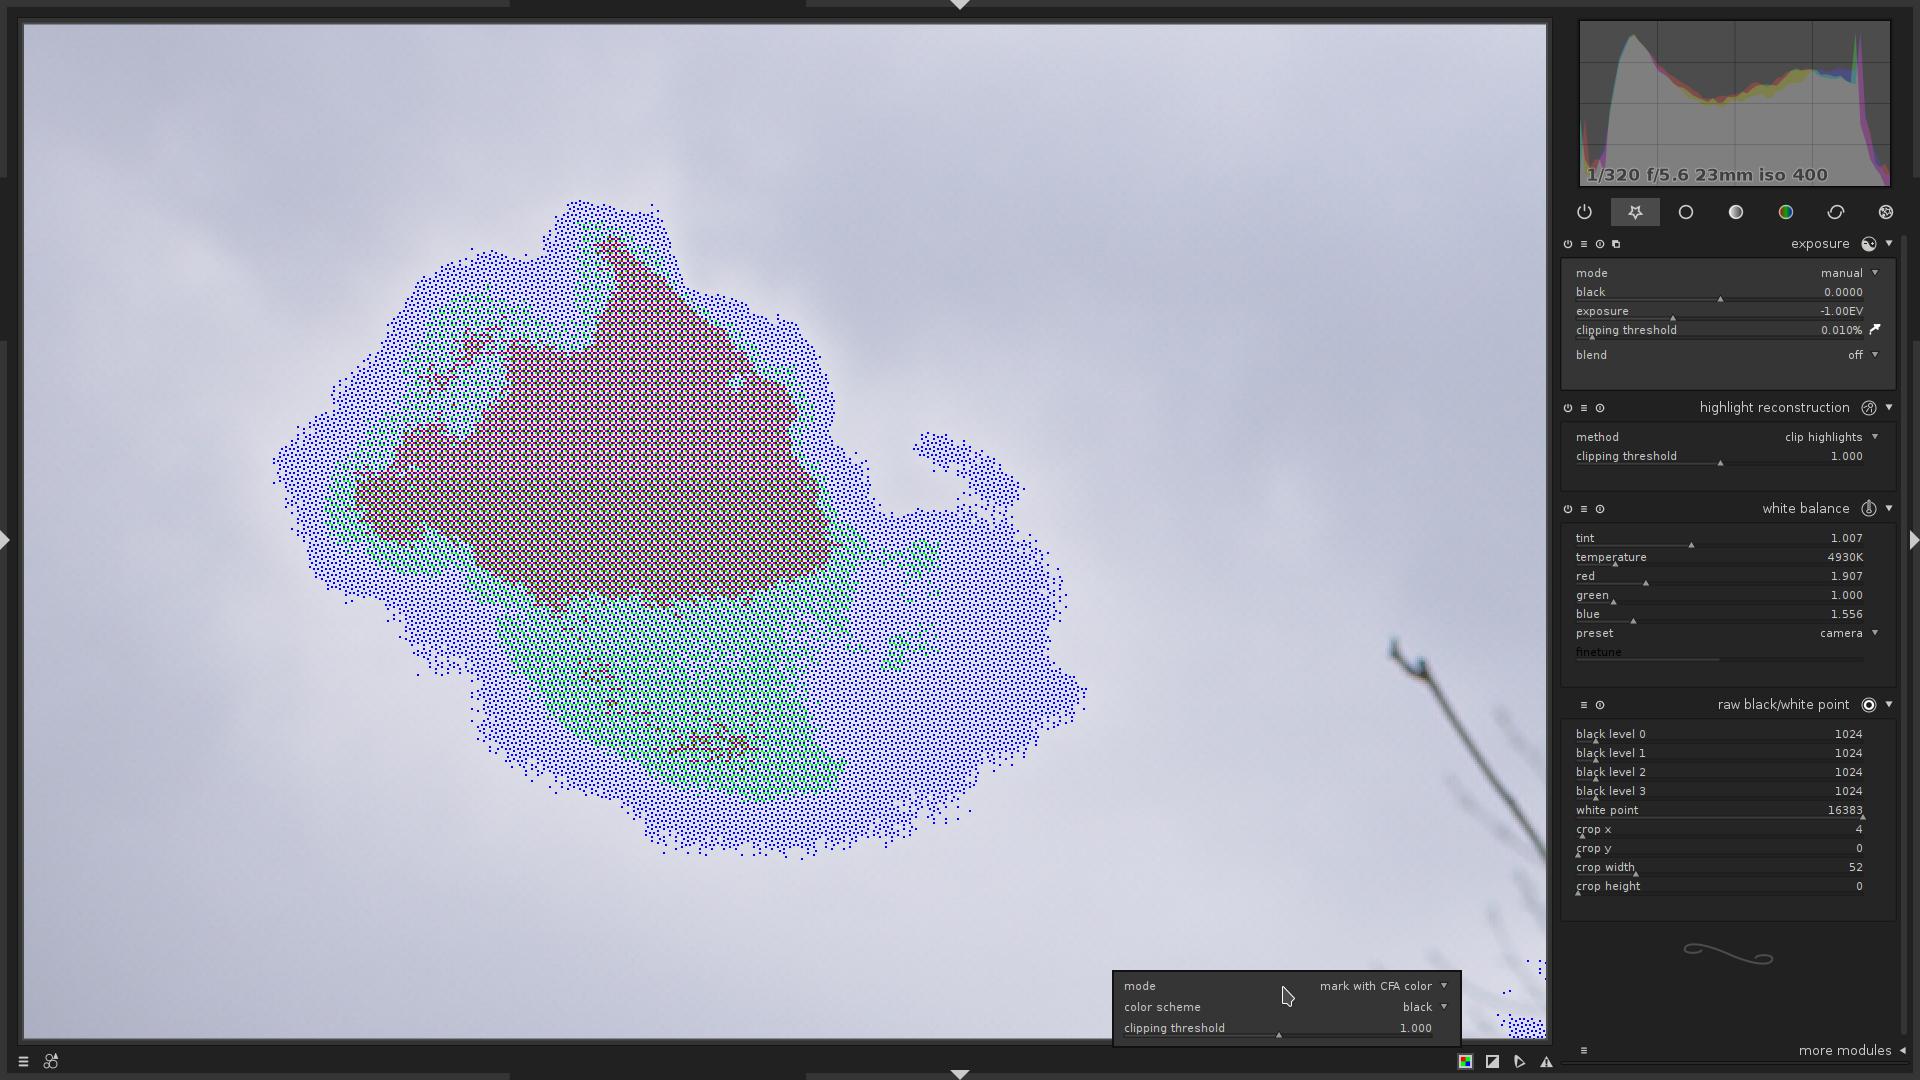 1/320 f/5.6 23mm iso 400
exposure
mode manual
black 0.0000
exposure -1.00EV
clipping threshold 0.010%
blend off
highlight reconstruction
method clip highlights
clipping threshold 1.000
white balance
tint 1.007
temperature 4930K
red 1.907
green 1.000
blue 1.556
preset camera
finetune
raw black/white point
black level 0 1024
black level 1 1024
black level 2 1024
black level 3 1024
white point 16383
crop x 4
crop y 0
crop width 52
crop height 0
mode mark with CFA color
color scheme black
clipping threshold 1.000
more modules